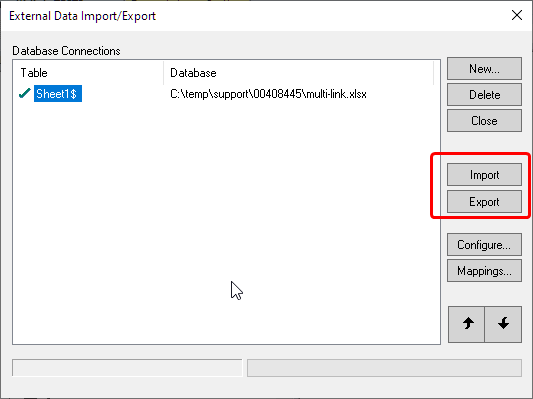 External Data Import/Export
Database Connections
Table Database
Sheet1$ C:\temp\support\00408445\multi-link.xlsx
New...
Delete
Close
Import
Export
Configure...
Mappings...